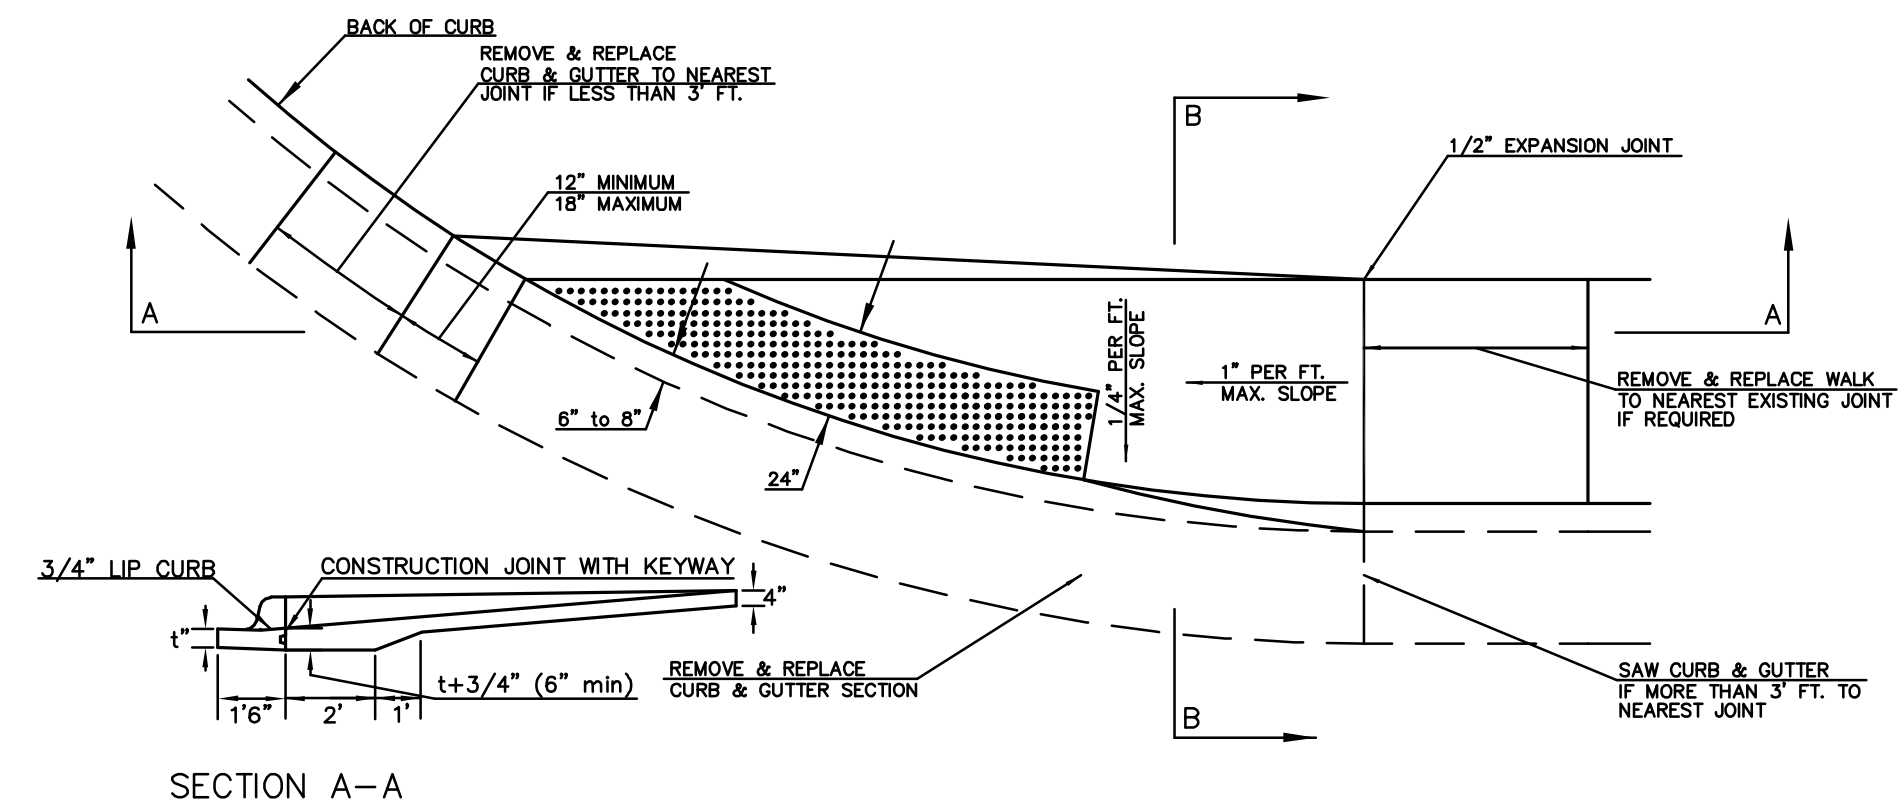 BACK OF CURB
REMOVE & REPLACE
CURB & GUTTER TO NEAREST
JOINT IF LESS THAN 3' FT.
12" MINIMUM
18" MAXIMUM
B
1/2" EXPANSION JOINT
A
A
1/4" PER FT.
MAX. SLOPE
1" PER FT.
MAX. SLOPE
REMOVE & REPLACE WALK
TO NEAREST EXISTING JOINT
IF REQUIRED
6" to 8"
24"
3/4" LIP CURB
CONSTRUCTION JOINT WITH KEYWAY
4"
t"
t+3/4" (6" min)
1'6"
2'
1'
REMOVE & REPLACE
CURB & GUTTER SECTION
B
SAW CURB & GUTTER
IF MORE THAN 3' FT. TO
NEAREST JOINT
SECTION A-A